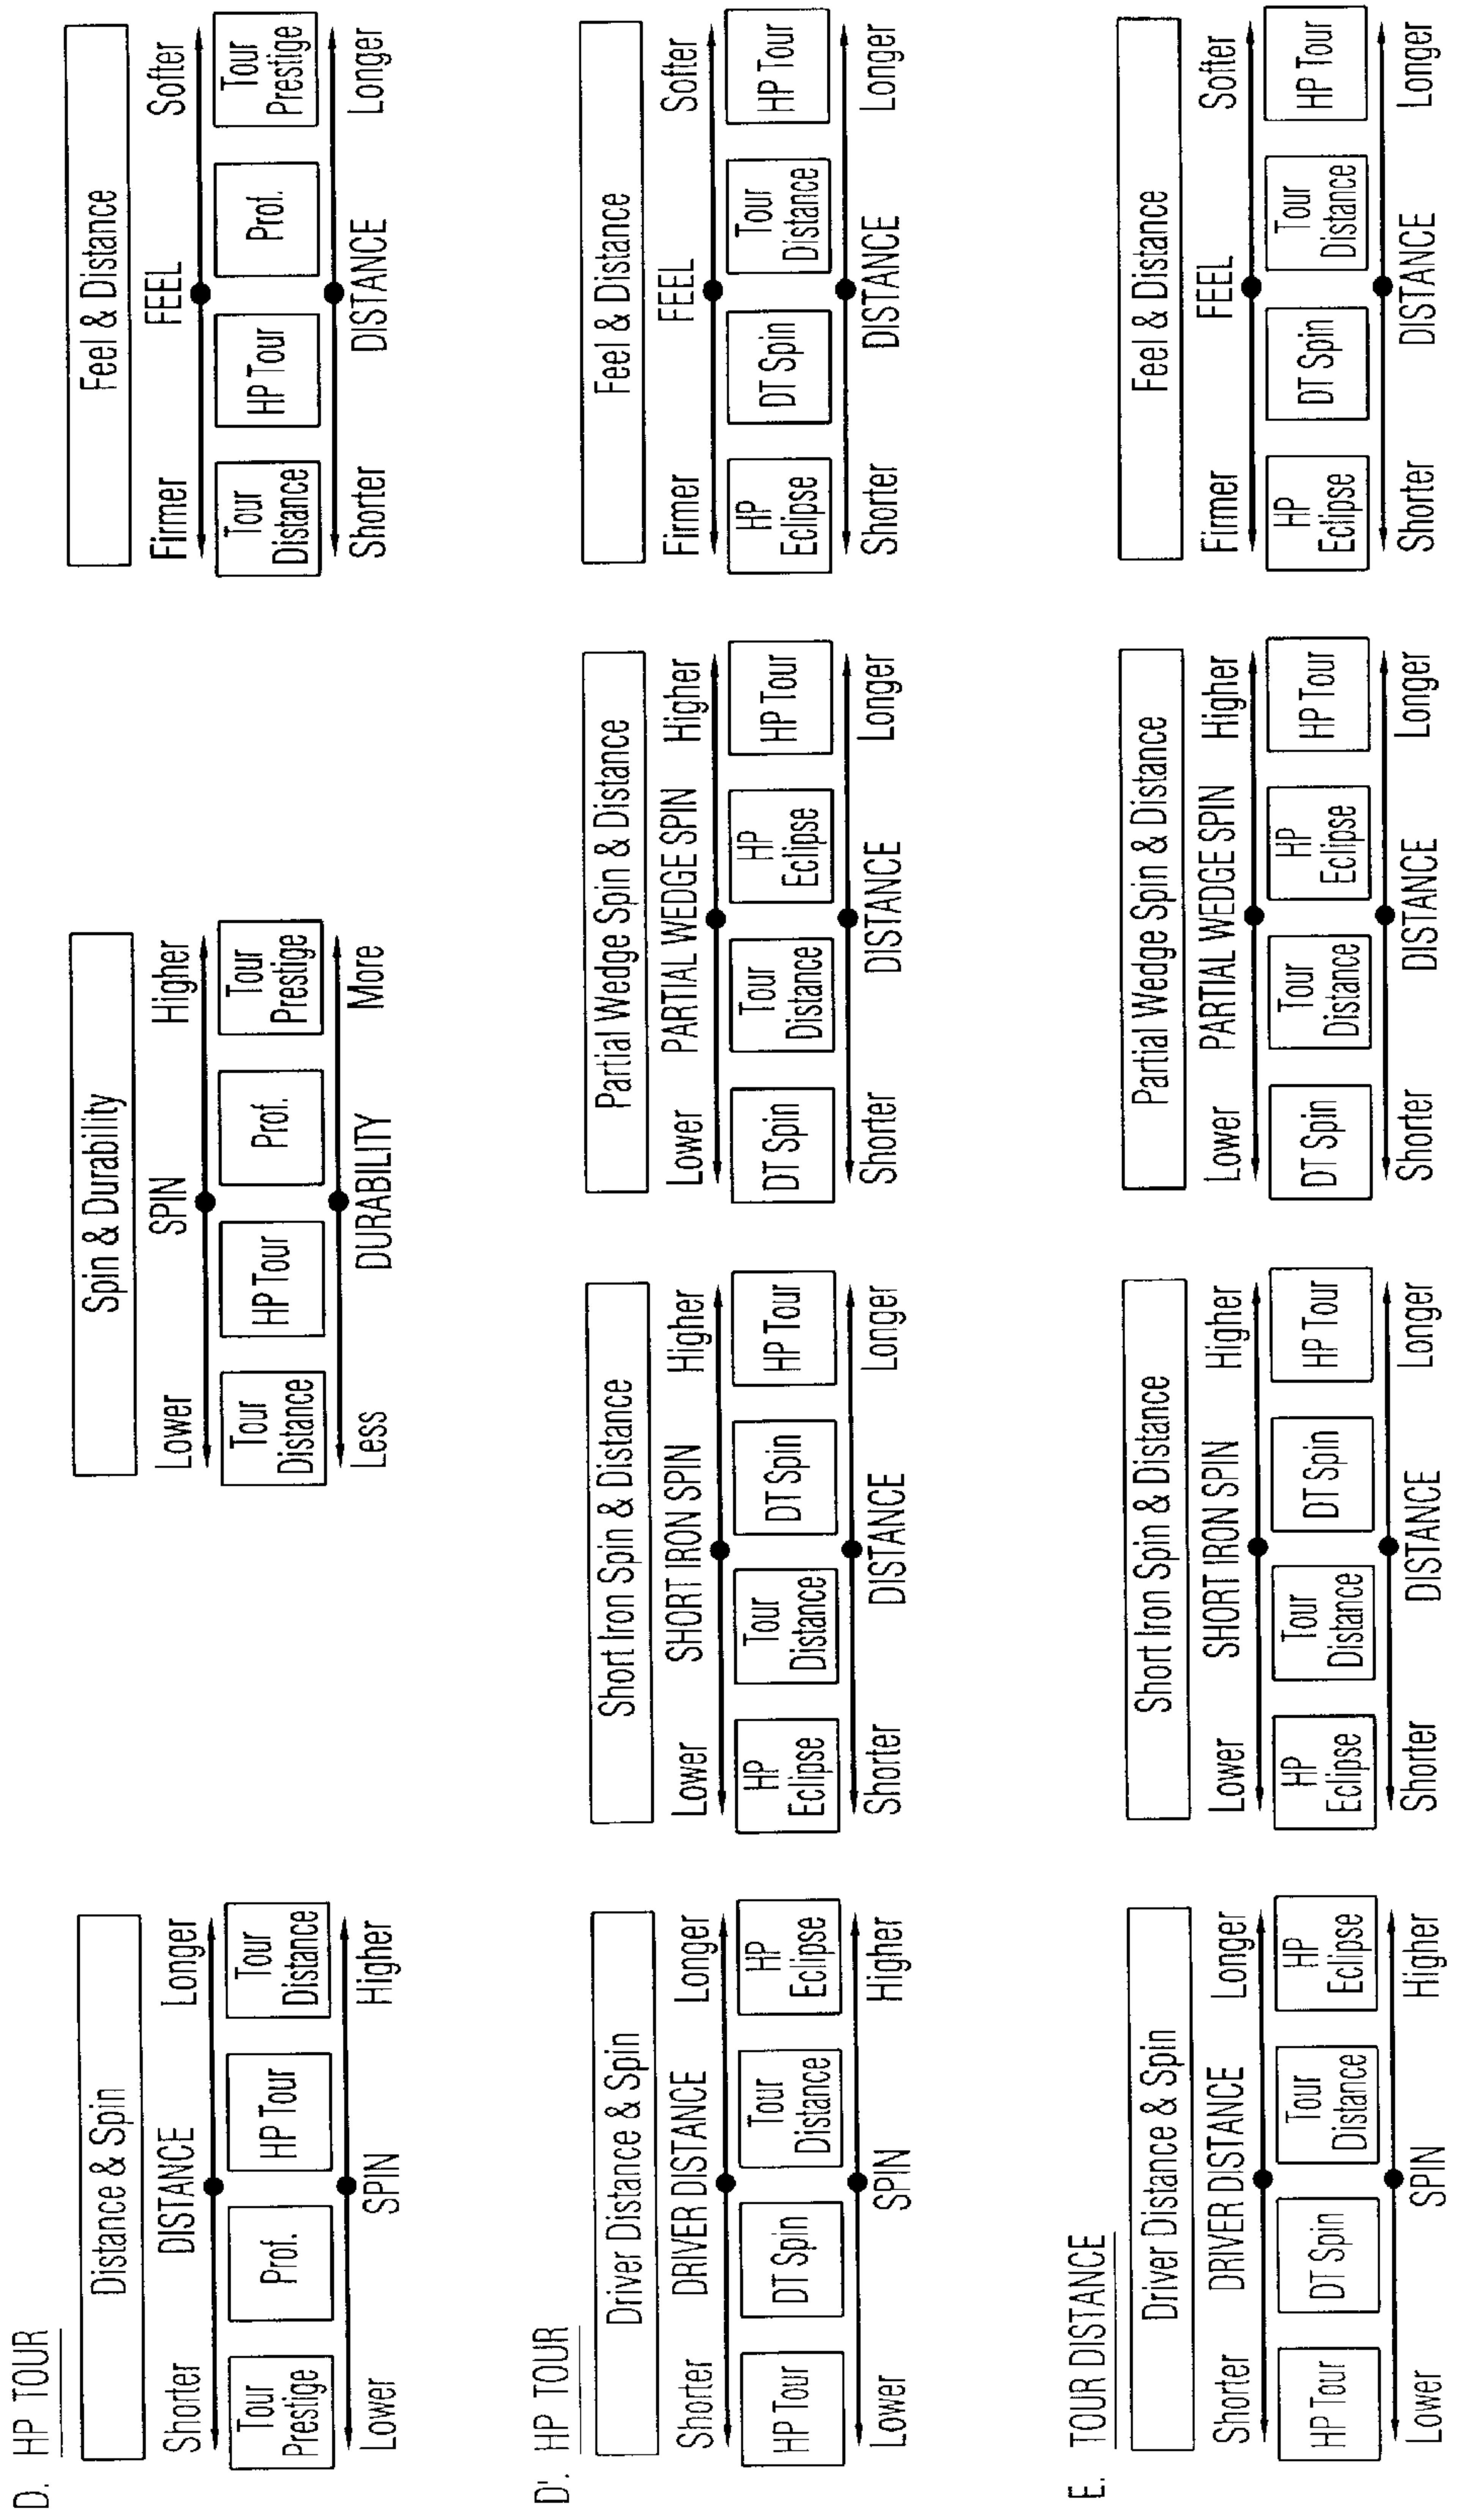 D. HP TOUR
Distance & Spin
Shorter DISTANCE Longer
Tour
Prestige
Prof.
HP Tour
Tour
Distance
Lower SPIN Higher
Spin & Durability
Lower SPIN Higher
Tour
Distance
HP Tour
Prof.
Tour
Prestige
Less DURABILITY More
Feel & Distance
Firmer FEEL Softer
Tour
Distance
HP Tour
Prof.
Tour
Prestige
Shorter DISTANCE Longer
D'. HP TOUR
Driver Distance & Spin
Shorter DRIVER DISTANCE Longer
HP Tour
DT Spin
Tour
Distance
HP
Eclipse
Lower SPIN Higher
Short Iron Spin & Distance
Lower SHORT IRON SPIN Higher
HP
Eclipse
Tour
Distance
DT Spin
HP Tour
Shorter DISTANCE Longer
Partial Wedge Spin & Distance
Lower PARTIAL WEDGE SPIN Higher
DT Spin
Tour
Distance
HP
Eclipse
HP Tour
Shorter DISTANCE Longer
Feel & Distance
Firmer FEEL Softer
HP
Eclipse
DT Spin
Tour
Distance
HP Tour
Shorter DISTANCE Longer
E. TOUR DISTANCE
Driver Distance & Spin
Shorter DRIVER DISTANCE Longer
HP Tour
DT Spin
Tour
Distance
HP
Eclipse
Lower SPIN Higher
Short Iron Spin & Distance
Lower SHORT IRON SPIN Higher
HP
Eclipse
Tour
Distance
DT Spin
HP Tour
Shorter DISTANCE Longer
Partial Wedge Spin & Distance
Lower PARTIAL WEDGE SPIN Higher
DT Spin
Tour
Distance
HP
Eclipse
HP Tour
Shorter DISTANCE Longer
Feel & Distance
Firmer FEEL Softer
HP
Eclipse
DT Spin
Tour
Distance
HP Tour
Shorter DISTANCE Longer